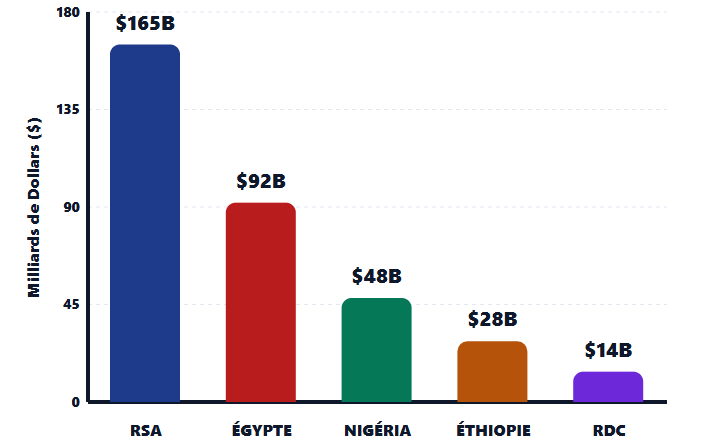 Milliards de Dollars ($)
180
135
90
45
0
$165B
$92B
$48B
$28B
$14B
RSA
ÉGYPTE
NIGÉRIA
ÉTHIOPIE
RDC